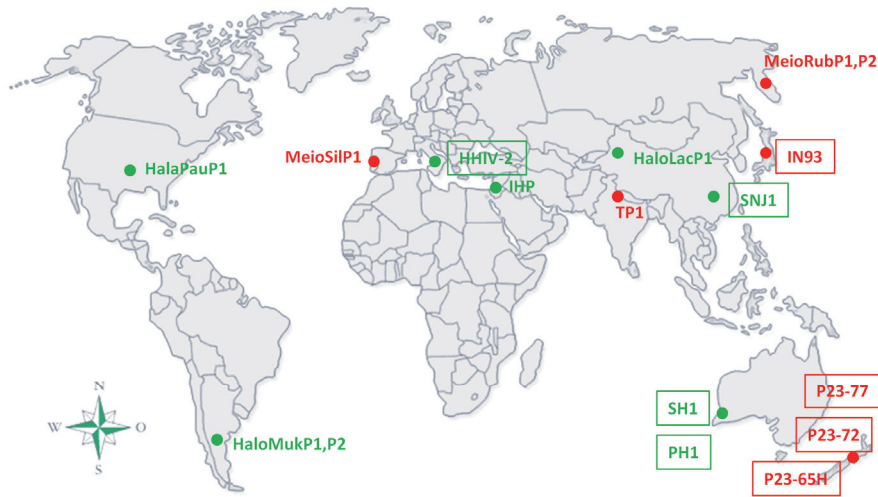 MeioRubP1,P2
HalaPauP1
MeioSilP1
HHIV-2
HaloLacP1
IN93
IHP
TP1
SNJ1
P23-77
SH1
P23-72
PH1
P23-65H
HaloMukP1,P2
N
W
O
S